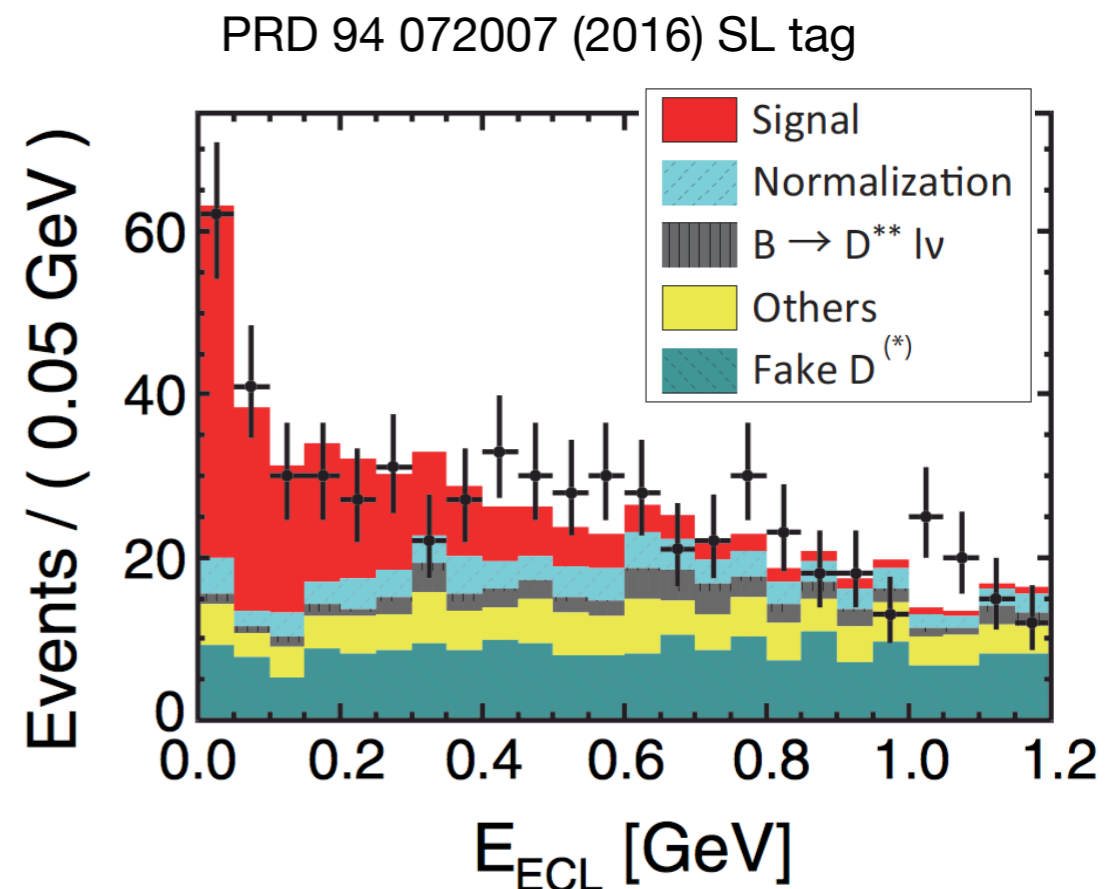 PRD 94 072007 (2016) SL tag
Events / ( 0.05 GeV )
60
40
20
0
Signal
Normalization
B → D** lν
Others
Fake D(*)
0.0 0.2 0.4 0.6 0.8 1.0 1.2
E_ECL [GeV]